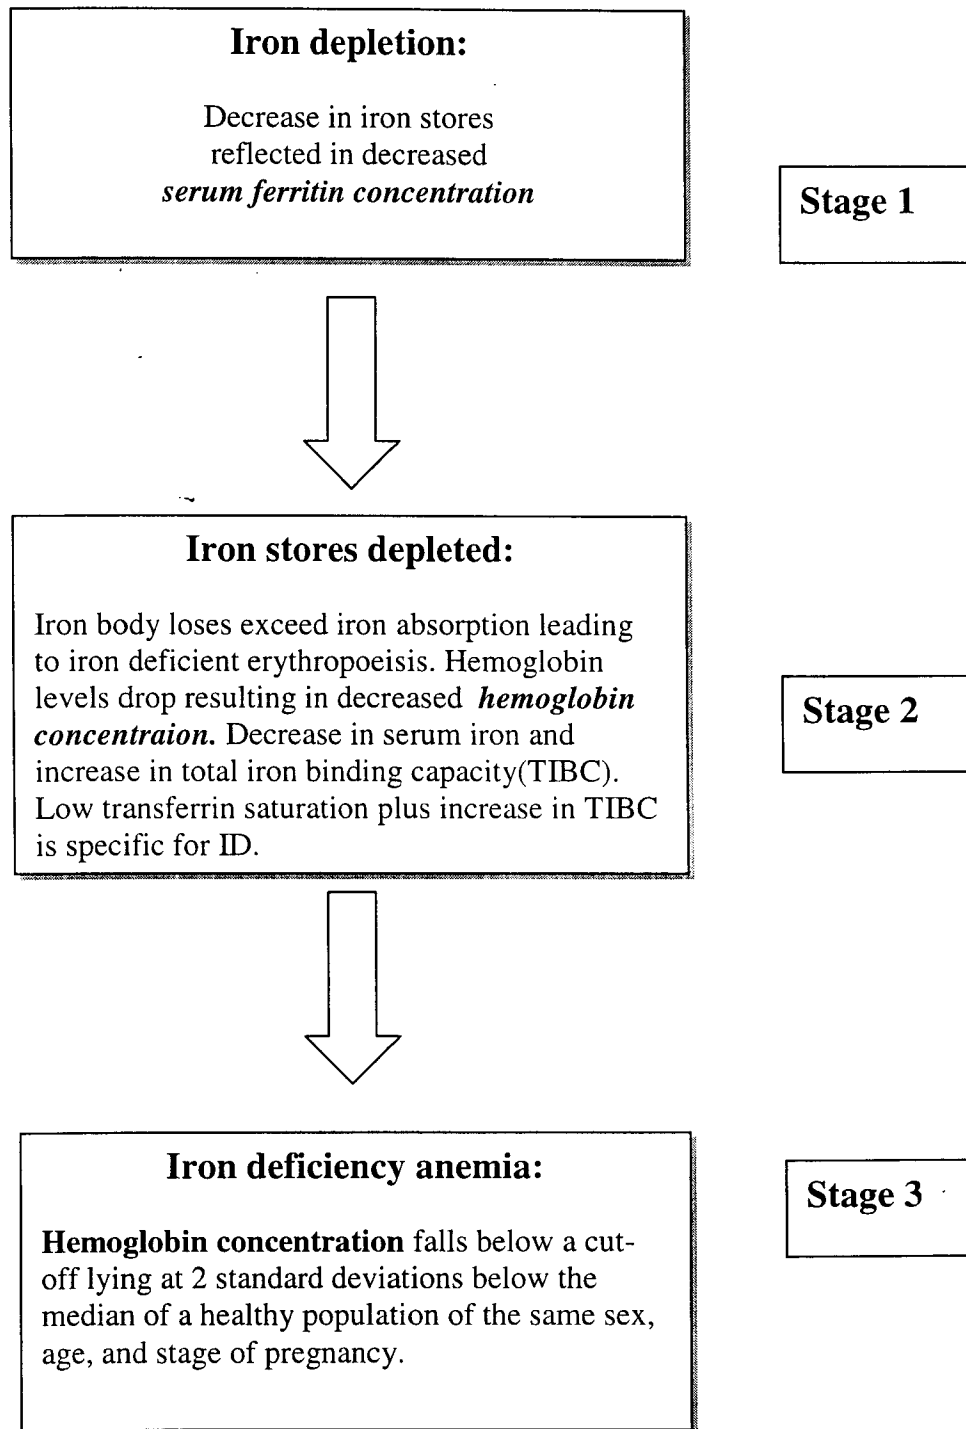 Iron depletion:
Decrease in iron stores
reflected in decreased
serum ferritin concentration
Stage 1
Iron stores depleted:
Iron body loses exceed iron absorption leading
to iron deficient erythropoeisis. Hemoglobin
levels drop resulting in decreased hemoglobin
concentraion. Decrease in serum iron and
increase in total iron binding capacity(TIBC).
Low transferrin saturation plus increase in TIBC
is specific for ID.
Stage 2
Iron deficiency anemia:
Hemoglobin concentration falls below a cut-
off lying at 2 standard deviations below the
median of a healthy population of the same sex,
age, and stage of pregnancy.
Stage 3